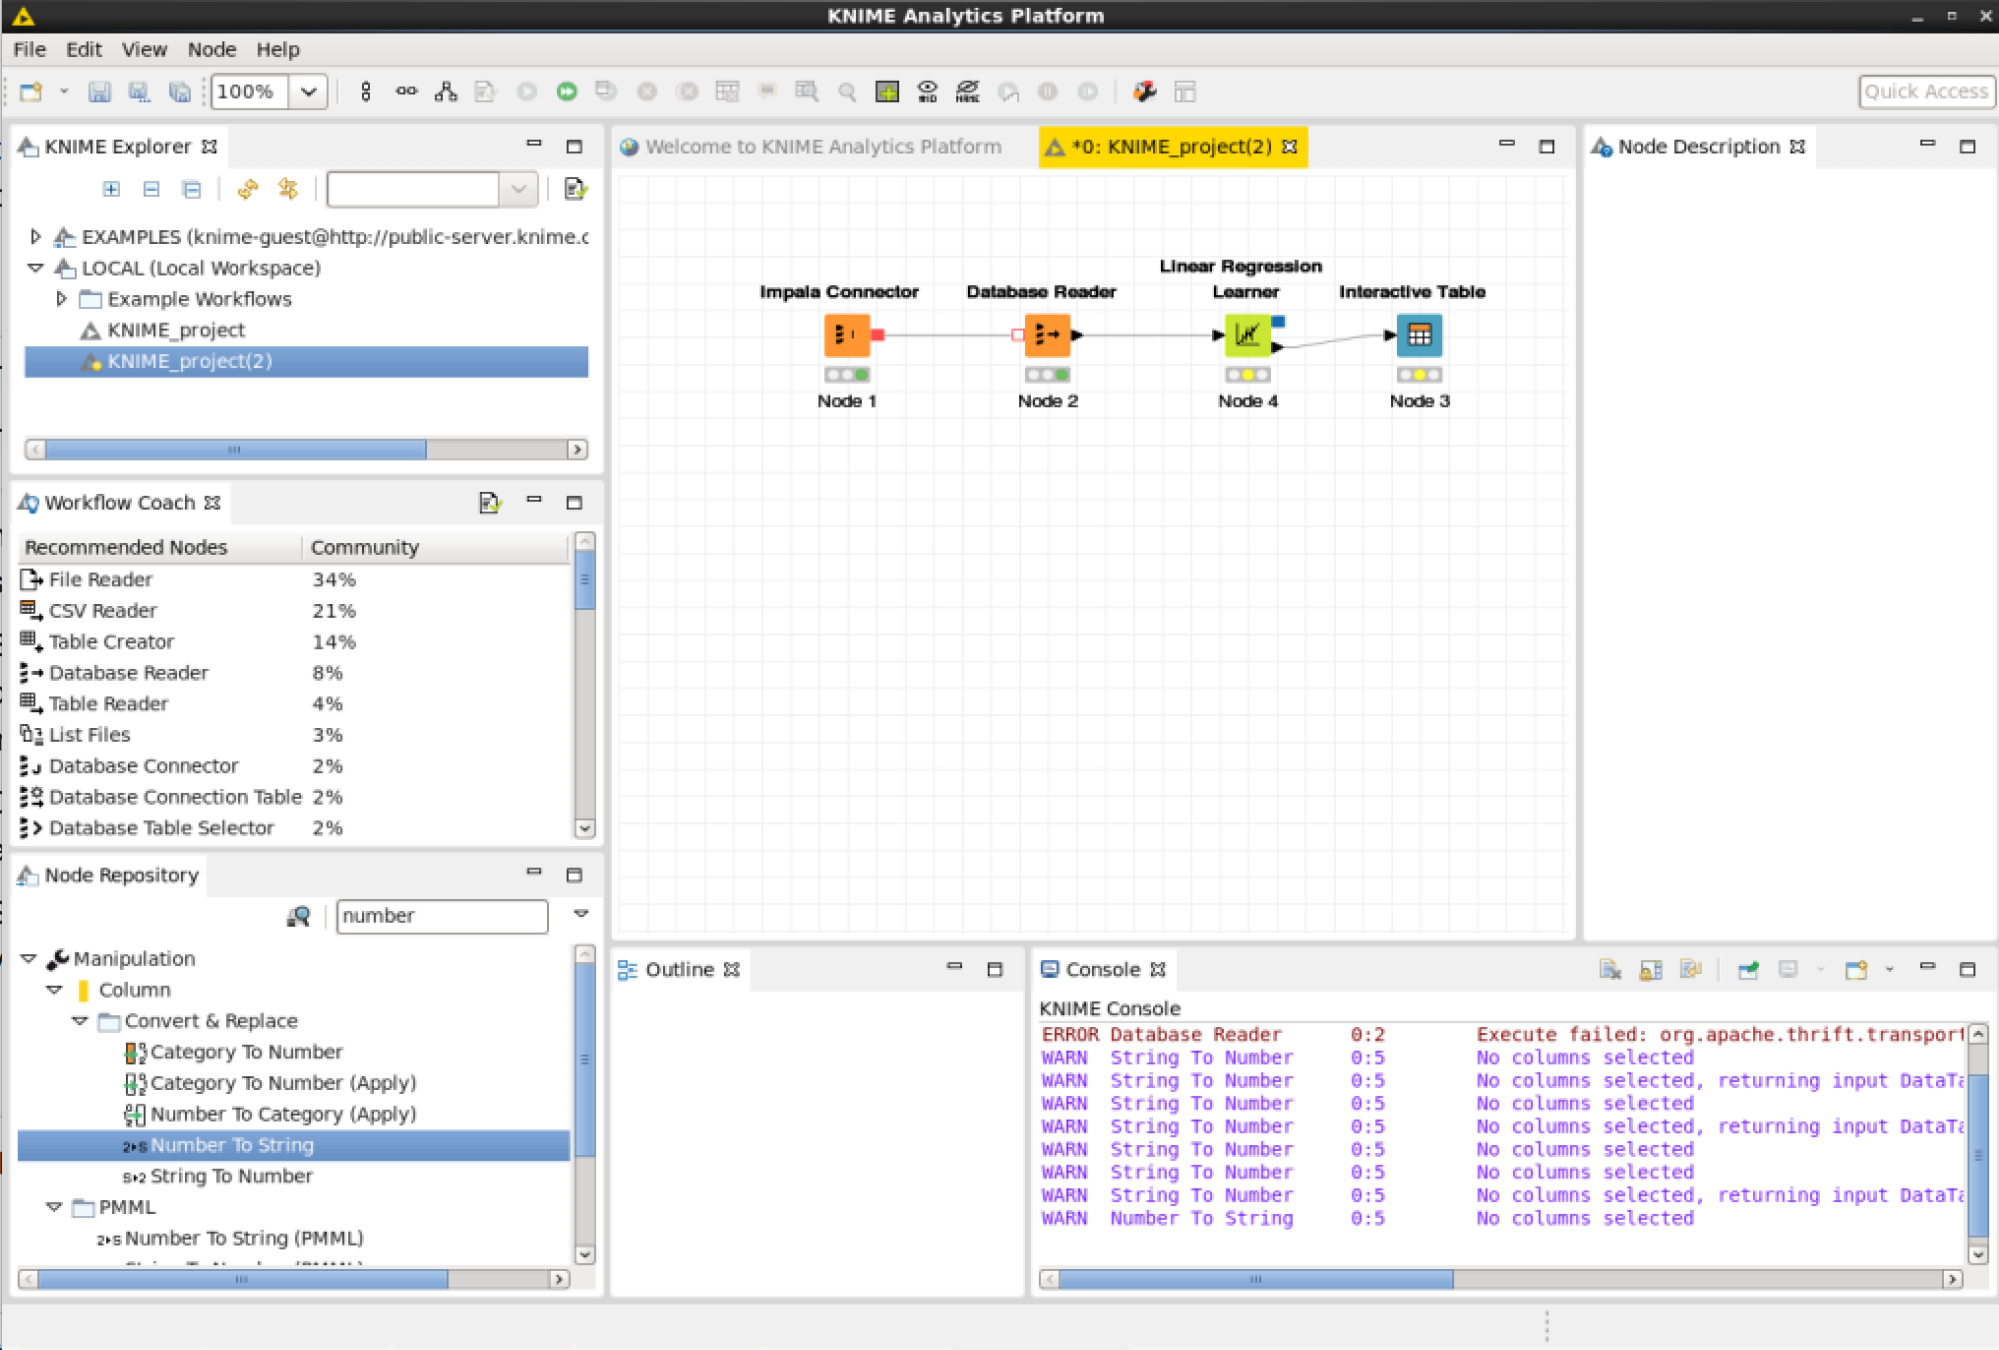 KNIME Analytics Platform
File Edit View Node Help
100%
Quick Access
KNIME Explorer
EXAMPLES (knime-guest@http://public-server.knime.c
LOCAL (Local Workspace)
Example Workflows
KNIME_project
KNIME_project(2)
Workflow Coach
Recommended Nodes Community
File Reader 34%
CSV Reader 21%
Table Creator 14%
Database Reader 8%
Table Reader 4%
List Files 3%
Database Connector 2%
Database Connection Table 2%
Database Table Selector 2%
Node Repository
number
Manipulation
Column
Convert & Replace
Category To Number
Category To Number (Apply)
Number To Category (Apply)
Number To String
String To Number
PMML
Number To String (PMML)
Welcome to KNIME Analytics Platform
*0: KNIME_project(2)
Impala Connector
Node 1
Database Reader
Node 2
Linear Regression
Learner
Node 4
Interactive Table
Node 3
Node Description
Outline
Console
KNIME Console
ERROR Database Reader 0:2 Execute failed: org.apache.thrift.transport
WARN String To Number 0:5 No columns selected
WARN String To Number 0:5 No columns selected, returning input DataTa
WARN String To Number 0:5 No columns selected
WARN String To Number 0:5 No columns selected, returning input DataTa
WARN String To Number 0:5 No columns selected
WARN String To Number 0:5 No columns selected
WARN String To Number 0:5 No columns selected, returning input DataTa
WARN Number To String 0:5 No columns selected